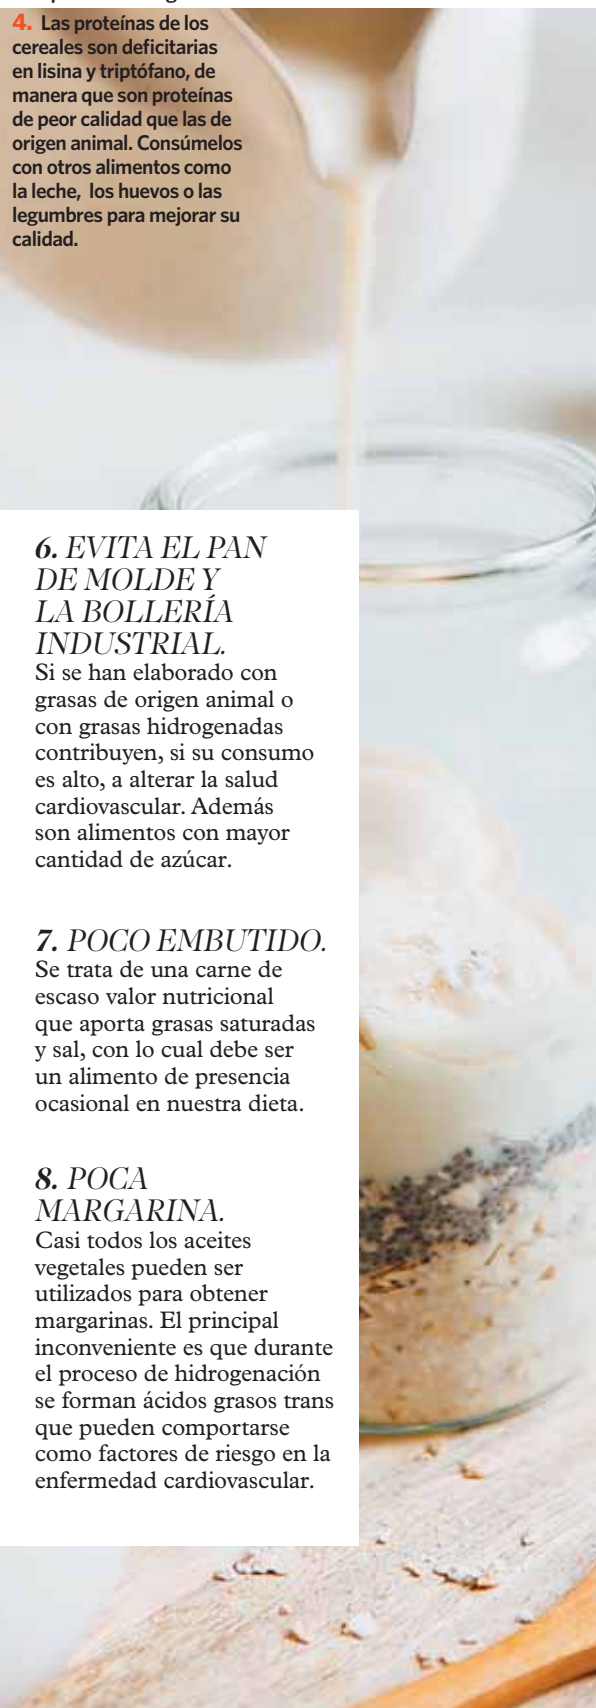 4. Las proteínas de los
cereales son deficitarias
en lisina y triptófano, de
manera que son proteínas
de peor calidad que las de
origen animal. Consúmelos
con otros alimentos como
la leche, los huevos o las
legumbres para mejorar su
calidad.
6. EVITA EL PAN
DE MOLDE Y
LA BOLLERÍA
INDUSTRIAL.
Si se han elaborado con
grasas de origen animal o
con grasas hidrogenadas
contribuyen, si su consumo
es alto, a alterar la salud
cardiovascular. Además
son alimentos con mayor
cantidad de azúcar.
7. POCO EMBUTIDO.
Se trata de una carne de
escaso valor nutricional
que aporta grasas saturadas
y sal, con lo cual debe ser
un alimento de presencia
ocasional en nuestra dieta.
8. POCA
MARGARINA.
Casi todos los aceites
vegetales pueden ser
utilizados para obtener
margarinas. El principal
inconveniente es que durante
el proceso de hidrogenación
se forman ácidos grasos trans
que pueden comportarse
como factores de riesgo en la
enfermedad cardiovascular.